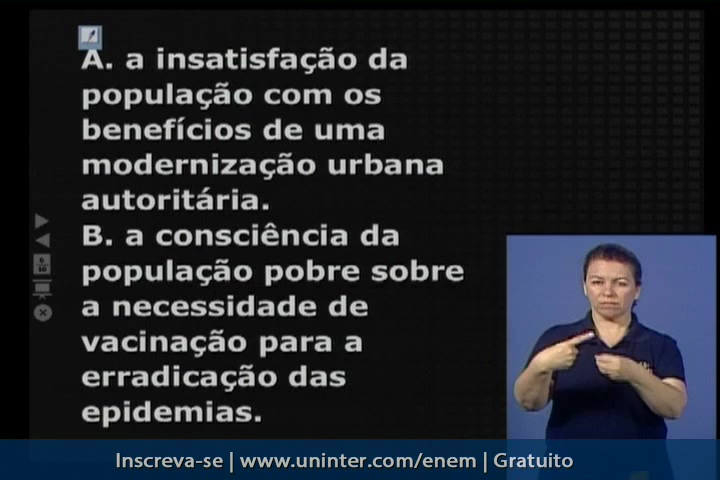 A. a insatisfação da
população com os
benefícios de uma
modernização urbana
autoritária.
B. a consciência da
população pobre sobre
a necessidade de
vacinação para a
erradicação das
epidemias.
Inscreva-se | www.uninter.com/enem | Gratuito